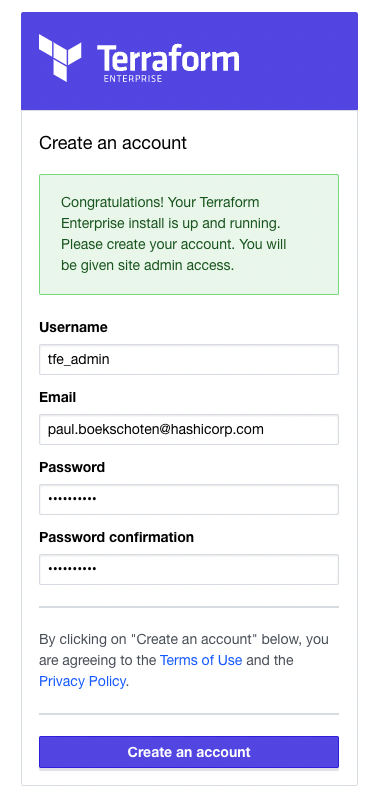 Terraform
ENTERPRISE
Create an account
Congratulations! Your Terraform
Enterprise install is up and running.
Please create your account. You will
be given site admin access.
Username
tfe_admin
Email
paul.boekschoten@hashicorp.com
Password
••••••••••
Password confirmation
••••••••••
By clicking on "Create an account" below, you
are agreeing to the Terms of Use and the
Privacy Policy.
Create an account